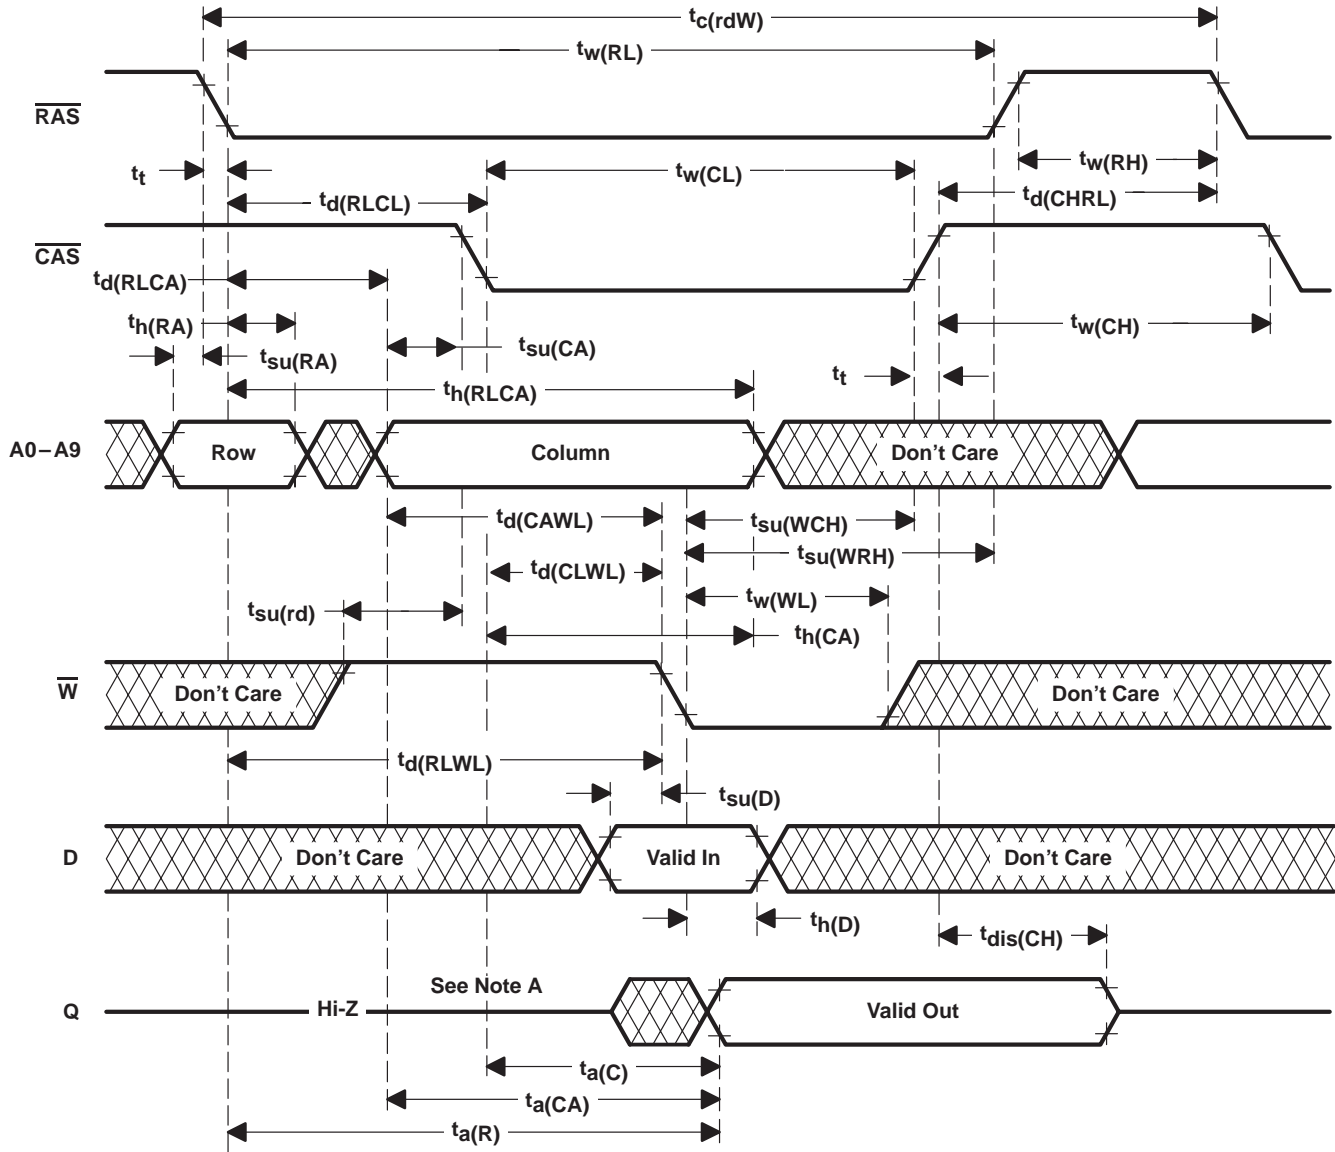 tc(rdW)
tw(RL)
RAS
tt
tw(CL)
tw(RH)
td(RLCL)
td(CHRL)
CAS
td(RLCA)
th(RA)
tw(CH)
tsu(RA)
tsu(CA)
tt
th(RLCA)
A0–A9
Row
Column
Don't Care
td(CAWL)
tsu(WCH)
tsu(WRH)
td(CLWL)
tsu(rd)
tw(WL)
th(CA)
W
Don't Care
Don't Care
td(RLWL)
tsu(D)
D
Don't Care
Valid In
Don't Care
th(D)
tdis(CH)
See Note A
Q
Hi-Z
Valid Out
ta(C)
ta(CA)
ta(R)